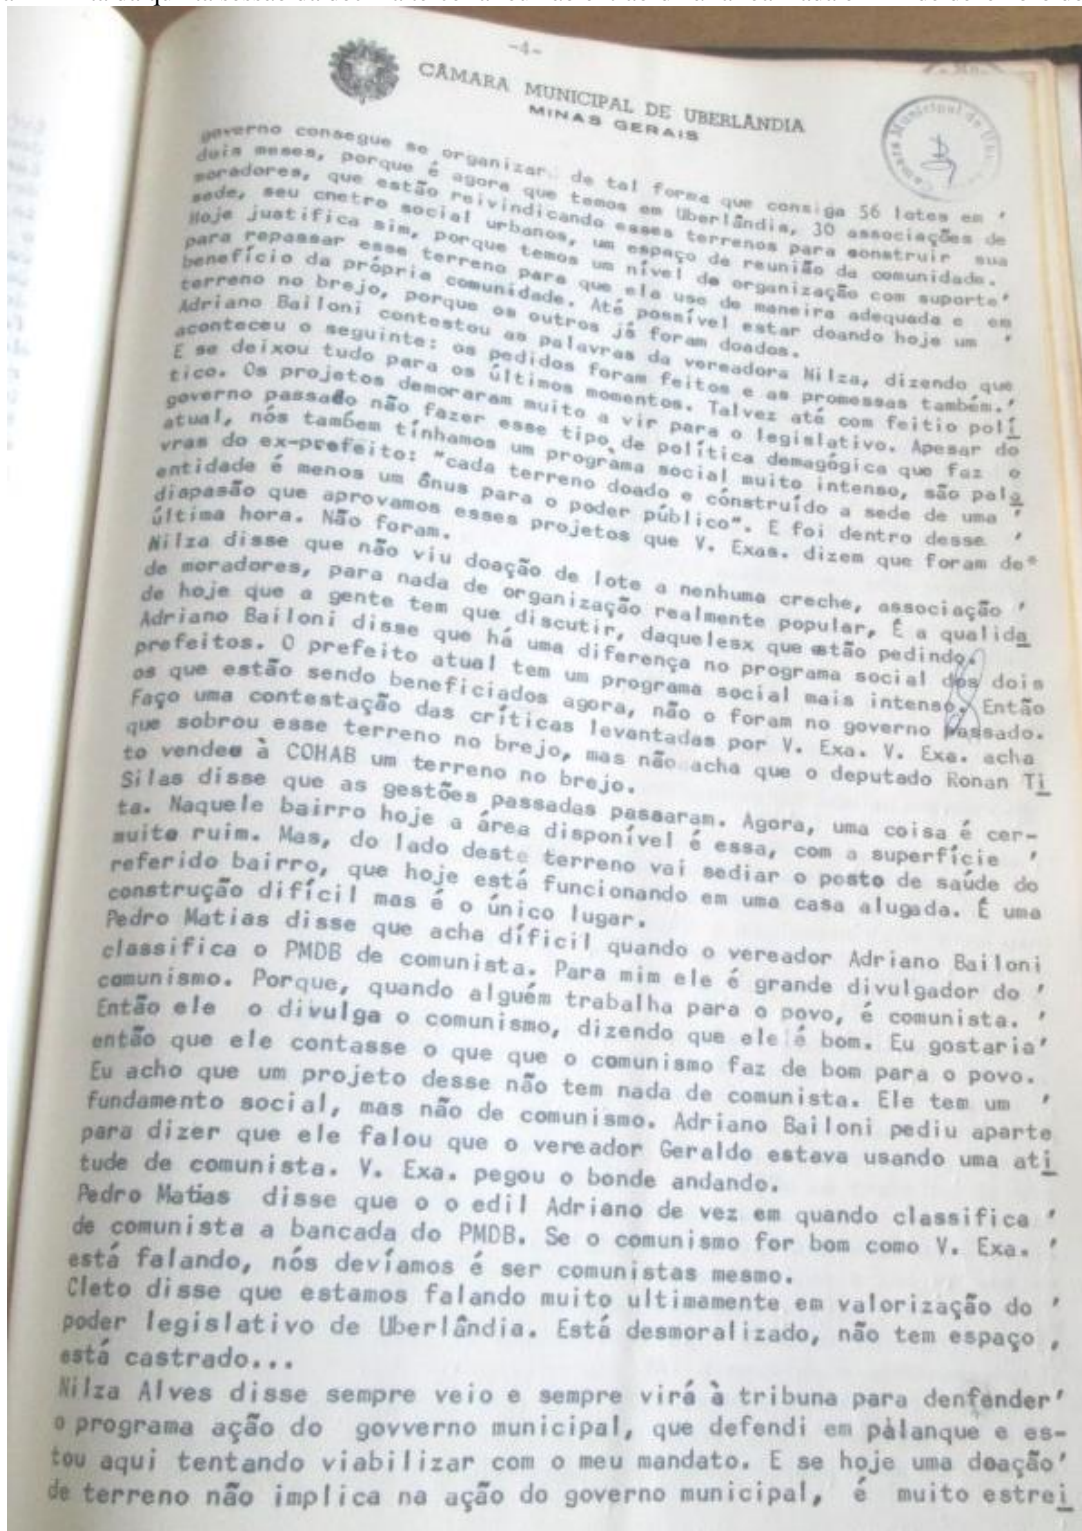 -4-
CÂMARA MUNICIPAL DE UBERLÂNDIA
MINAS GERAIS
governo consegue se organizar de tal forma que consiga 56 lotes em '
dois meses, porque é agora que temos em Uberlândia, 30 associações de
moradores, que estão reivindicando esses terrenos para construir sua
sede, seu cnetro social urbanos, um espaço de reunião da comunidade.
Hoje justifica sim, porque temos um nível de organização com suporte'
para repassar esse terreno para que ele use de maneira adequada e em
benefício da própria comunidade. Até possível estar doando hoje um '
terreno no brejo, porque os outros já foram doados.
Adriano Bailoni contestou as palavras da vereadora Nilza, dizendo que
aconteceu o seguinte: os pedidos foram feitos e as promessas também.'
E se deixou tudo para os últimos momentos. Talvez até com feitio polí
tico. Os projetos demoraram muito a vir para o legislativo. Apesar do
governo passado não fazer esse tipo de política demagógica que faz o
atual, nós tambem tínhamos um programa social muito intenso, são pala
vras do ex-prefeito: "cada terreno doado e cónstruído a sede de uma '
entidade é menos um ônus para o poder público". E foi dentro desse '
diapasão que aprovamos esses projetos que V. Exas. dizem que foram de"
última hora. Não foram.
Nilza disse que não viu doação de lote a nenhuma creche, associação '
de moradores, para nada de organização realmente popular, É a qualida
de hoje que a gente tem que discutir, daquelesx que estão pedindo.
Adriano Bailoni disse que há uma diferença no programa social dos dois
prefeitos. O prefeito atual tem um programa social mais intenso. Então
os que estão sendo beneficiados agora, não o foram no governo passado.
Faço uma contestação das críticas levantadas por V. Exa. V. Exa. acha
que sobrou esse terreno no brejo, mas não acha que o deputado Ronan Ti
to vendeu à COHAB um terreno no brejo.
Silas disse que as gestões passadas passaram. Agora, uma coisa é cer-
ta. Naquele bairro hoje a área disponível é essa, com a superfície '
muito ruim. Mas, do lado deste terreno vai sediar o posto de saúde do
referido bairro, que hoje está funcionando em uma casa alugada. É uma
construção difícil mas é o único lugar.
Pedro Matias disse que acha díficil quando o vereador Adriano Bailoni
classifica o PMDB de comunista. Para mim ele é grande divulgador do '
comunismo. Porque, quando alguém trabalha para o povo, é comunista. '
Então ele o divulga o comunismo, dizendo que ele é bom. Eu gostaria'
então que ele contasse o que que o comunismo faz de bom para o povo.
Eu acho que um projeto desse não tem nada de comunista. Ele tem um '
fundamento social, mas não de comunismo. Adriano Bailoni pediu aparte
para dizer que ele falou que o vereador Geraldo estava usando uma ati
tude de comunista. V. Exa. pegou o bonde andando.
Pedro Matias disse que o o edil Adriano de vez em quando classifica '
de comunista a bancada do PMDB. Se o comunismo for bom como V. Exa. '
está falando, nós devíamos é ser comunistas mesmo.
Cleto disse que estamos falando muito ultimamente em valorização do '
poder legislativo de Uberlândia. Está desmoralizado, não tem espaço ,
está castrado...
Nilza Alves disse sempre veio e sempre virá à tribuna para denfender'
o programa ação do govverno municipal, que defendi em pàlanque e es-
tou aqui tentando viabilizar com o meu mandato. E se hoje uma doação'
de terreno não implica na ação do governo municipal, é muito estrei